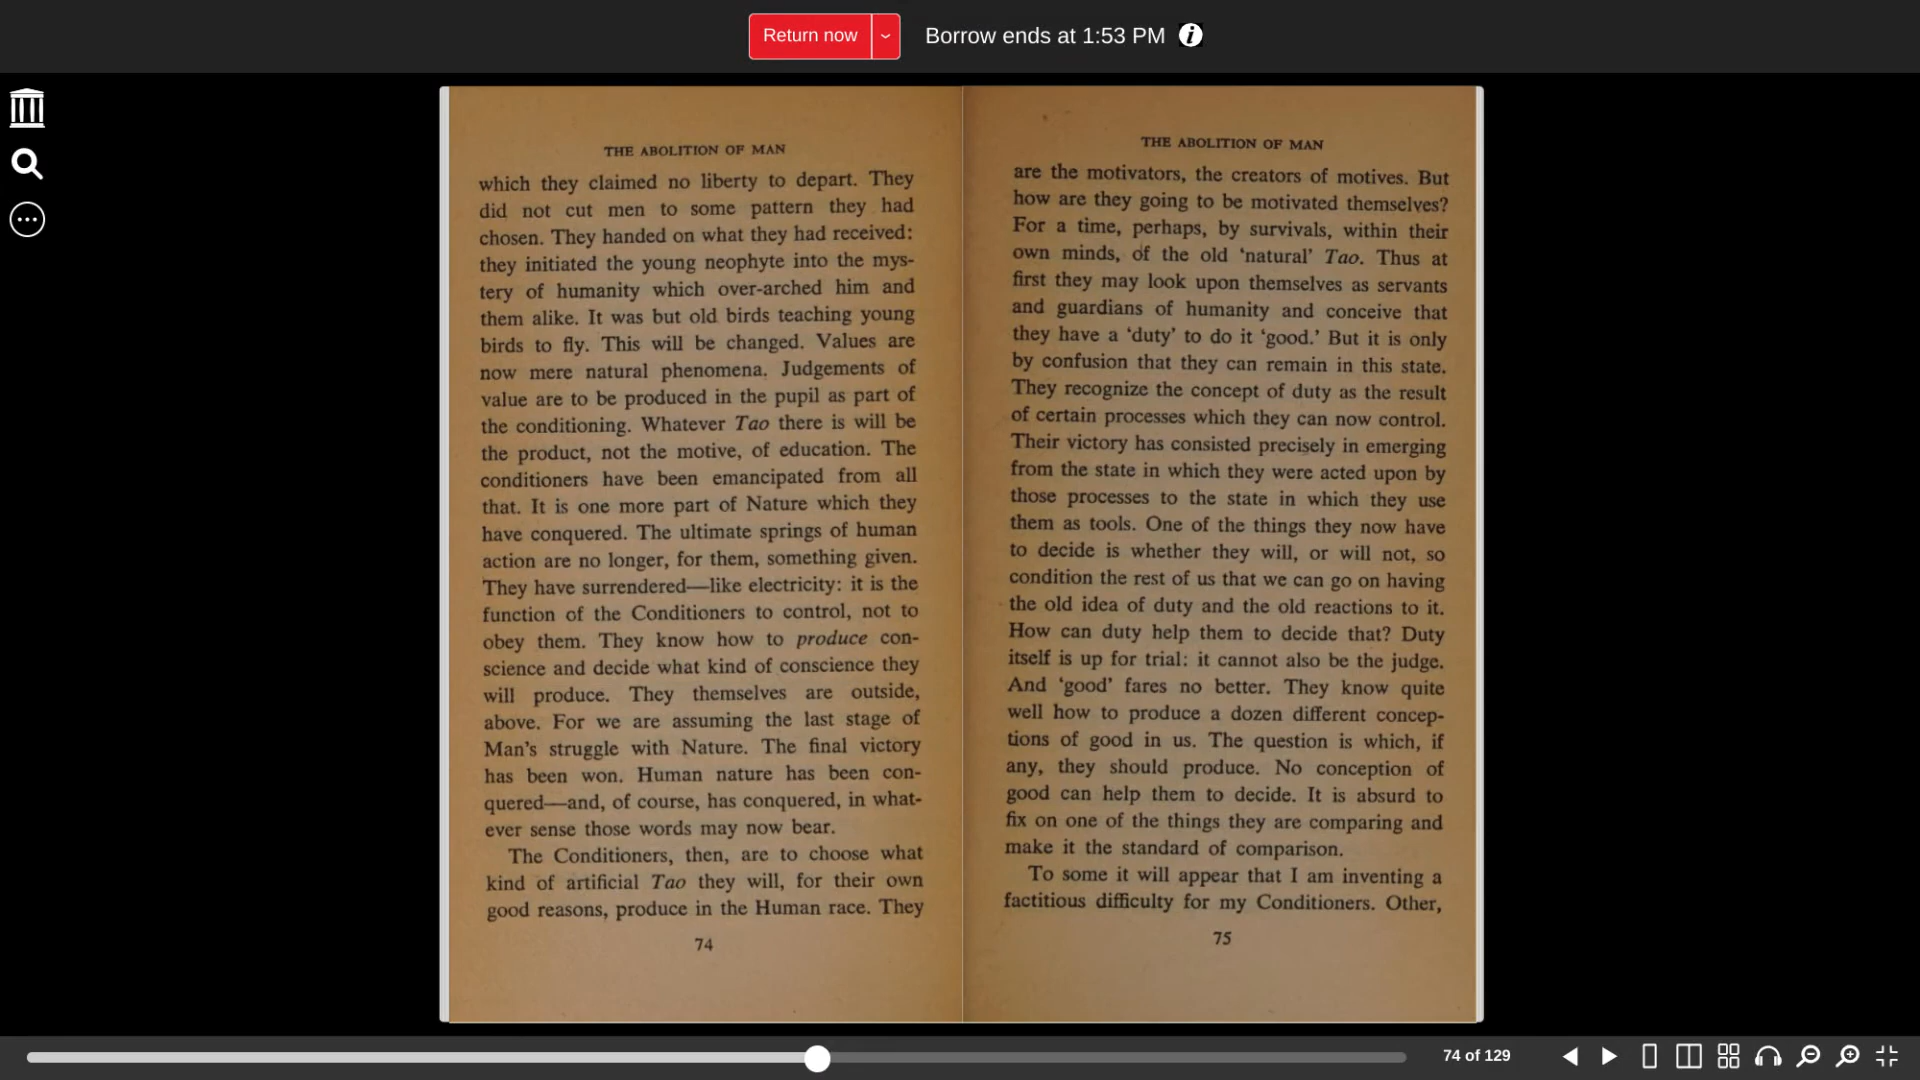 Return now
Borrow ends at 1:53 PM
THE ABOLITION OF MAN
which they claimed no liberty to depart. They
did not cut men to some pattern they had
chosen. They handed on what they had received:
they initiated the young neophyte into the mys-
tery of humanity which over-arched him and
them alike. It was but old birds teaching young
birds to fly. This will be changed. Values are
now mere natural phenomena. Judgements of
value are to be produced in the pupil as part of
the conditioning. Whatever Tao there is will be
the product, not the motive, of education. The
conditioners have been emancipated from all
that. It is one more part of Nature which they
have conquered. The ultimate springs of human
action are no longer, for them, something given.
They have surrendered—like electricity: it is the
function of the Conditioners to control, not to
obey them. They know how to produce con-
science and decide what kind of conscience they
will produce. They themselves are outside,
above. For we are assuming the last stage of
Man's struggle with Nature. The final victory
has been won. Human nature has been con-
quered—and, of course, has conquered, in what-
ever sense those words may now bear.
The Conditioners, then, are to choose what
kind of artificial Tao they will, for their own
good reasons, produce in the Human race. They
74
THE ABOLITION OF MAN
are the motivators, the creators of motives. But
how are they going to be motivated themselves?
For a time, perhaps, by survivals, within their
own minds, of the old ‘natural’ Tao. Thus at
first they may look upon themselves as servants
and guardians of humanity and conceive that
they have a ‘duty’ to do it ‘good.’ But it is only
by confusion that they can remain in this state.
They recognize the concept of duty as the result
of certain processes which they can now control.
Their victory has consisted precisely in emerging
from the state in which they were acted upon by
those processes to the state in which they use
them as tools. One of the things they now have
to decide is whether they will, or will not, so
condition the rest of us that we can go on having
the old idea of duty and the old reactions to it.
How can duty help them to decide that? Duty
itself is up for trial: it cannot also be the judge.
And ‘good’ fares no better. They know quite
well how to produce a dozen different concep-
tions of good in us. The question is which, if
any, they should produce. No conception of
good can help them to decide. It is absurd to
fix on one of the things they are comparing and
make it the standard of comparison.
To some it will appear that I am inventing a
factitious difficulty for my Conditioners. Other,
75
74 of 129